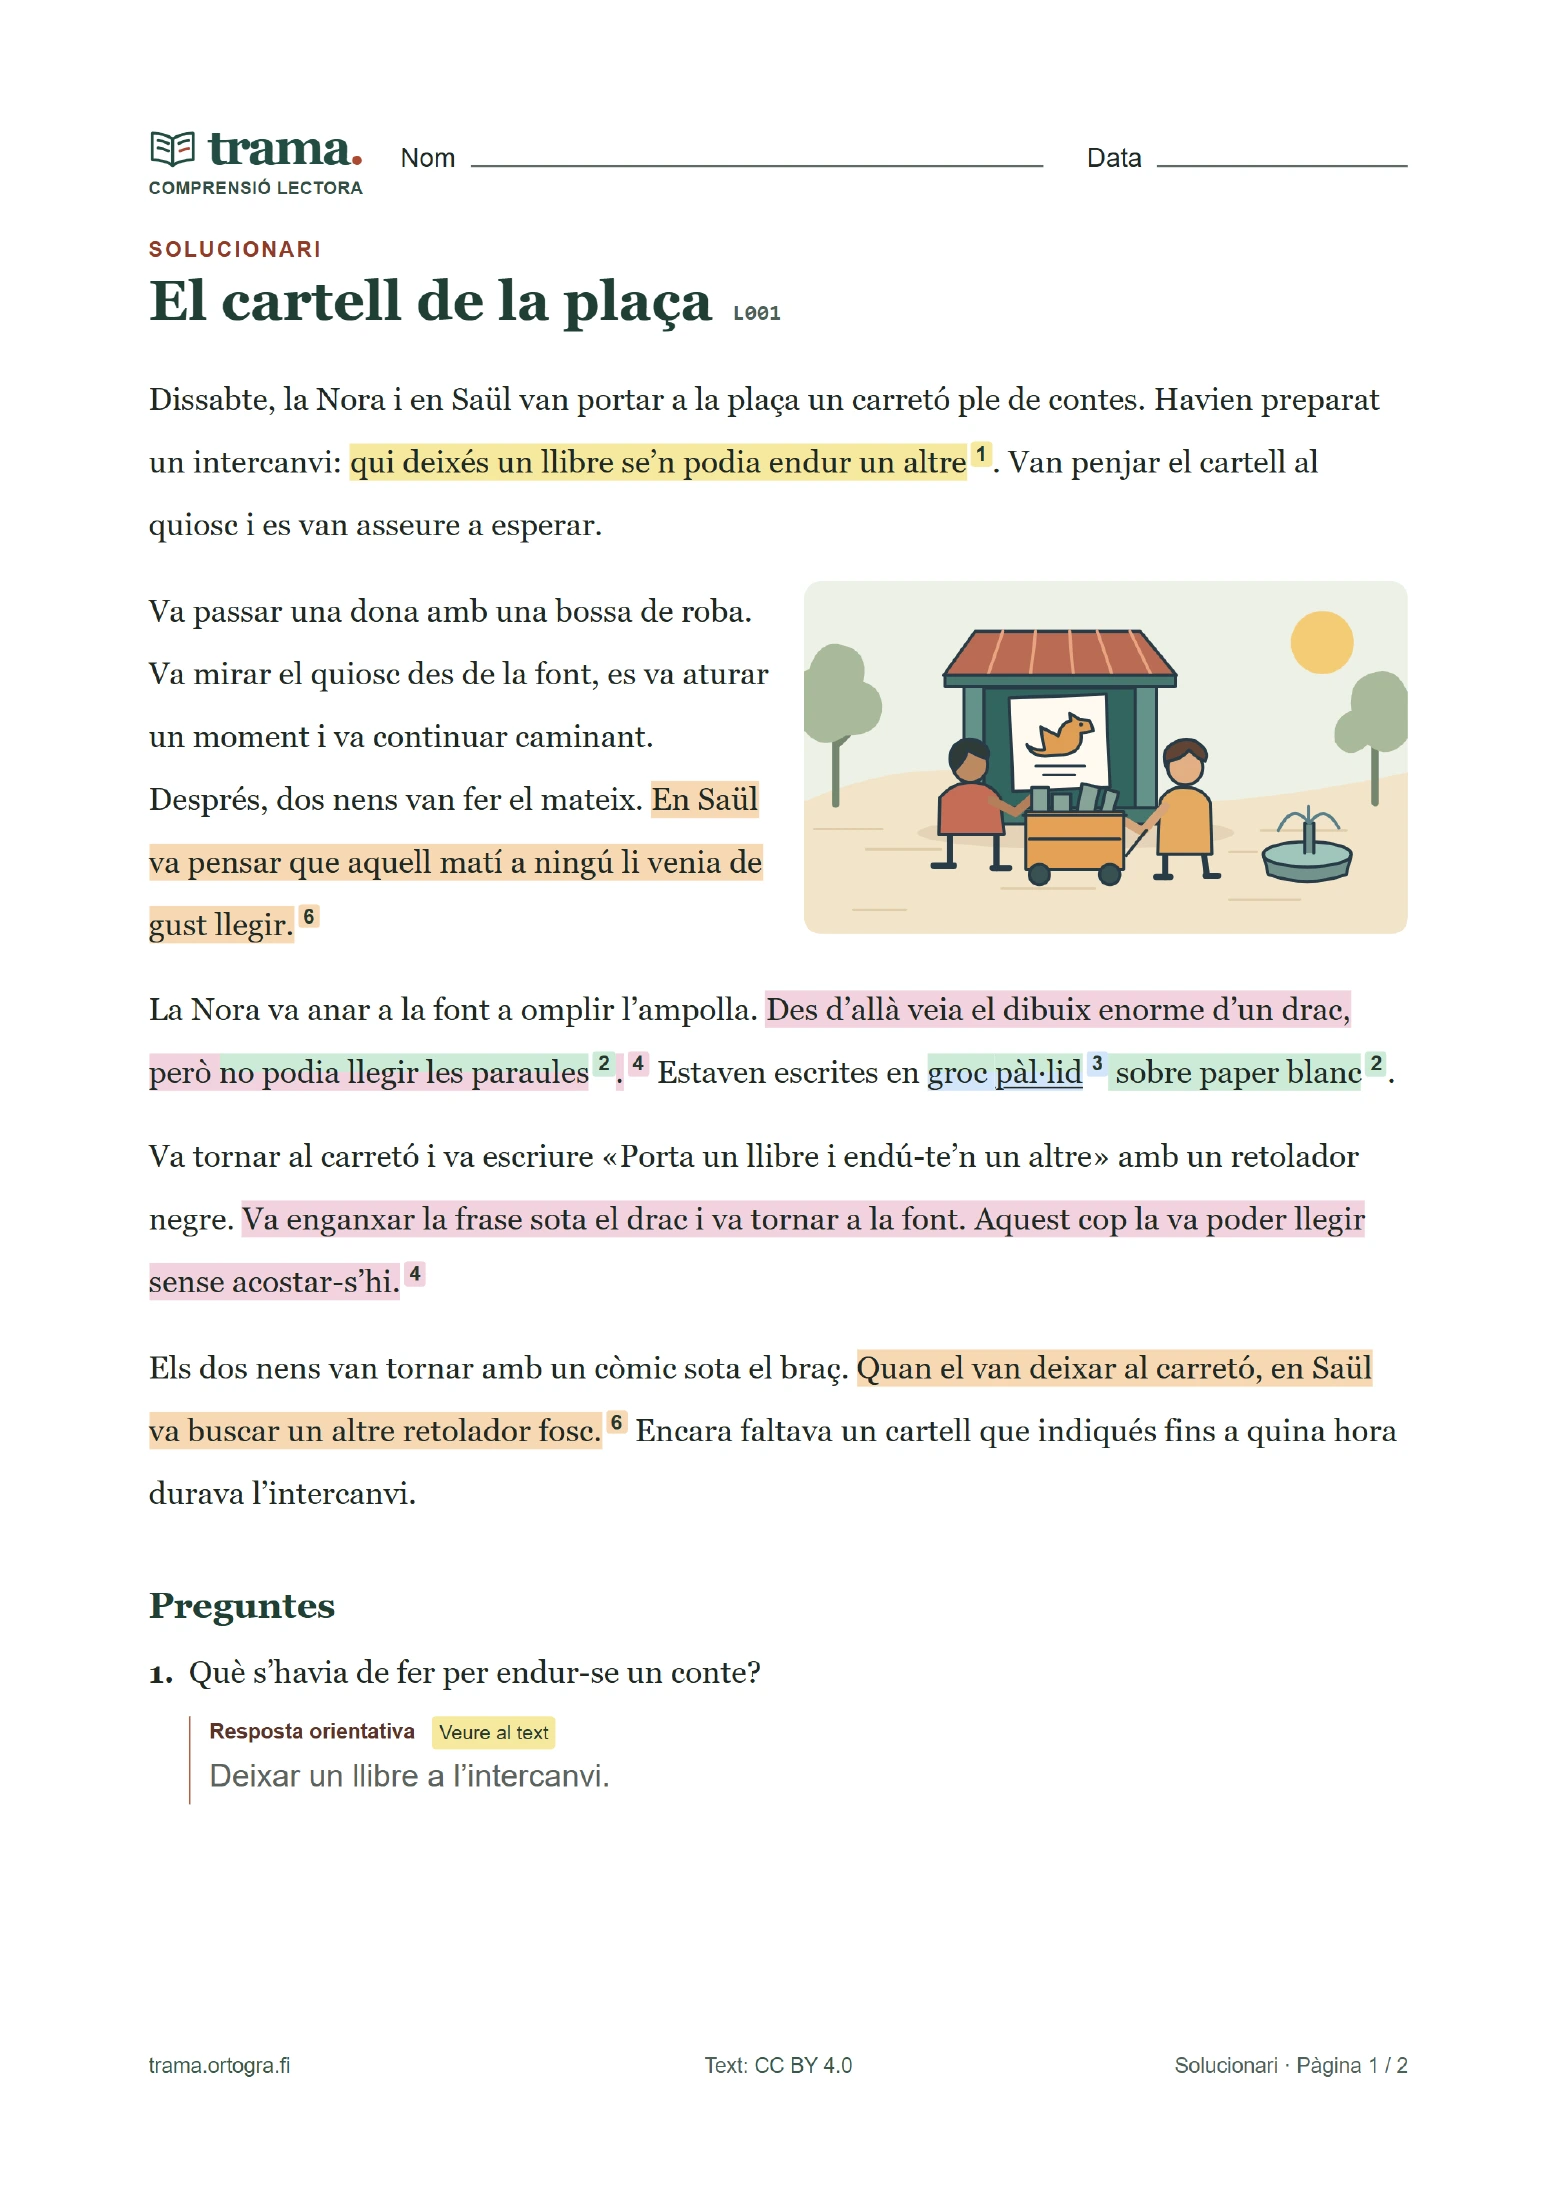 trama.
COMPRENSIÓ LECTORA
Nom
Data
SOLUCIONARI
El cartell de la plaça L001
Dissabte, la Nora i en Saül van portar a la plaça un carretó ple de contes. Havien preparat
un intercanvi: qui deixés un llibre se’n podia endur un altre 1. Van penjar el cartell al
quiosc i es van asseure a esperar.
Va passar una dona amb una bossa de roba.
Va mirar el quiosc des de la font, es va aturar
un moment i va continuar caminant.
Després, dos nens van fer el mateix. En Saül
va pensar que aquell matí a ningú li venia de
gust llegir. 6
La Nora va anar a la font a omplir l’ampolla. Des d’allà veia el dibuix enorme d’un drac,
però no podia llegir les paraules 2. 4 Estaven escrites en groc pàl·lid 3 sobre paper blanc 2.
Va tornar al carretó i va escriure «Porta un llibre i endú-te’n un altre» amb un retolador
negre. Va enganxar la frase sota el drac i va tornar a la font. Aquest cop la va poder llegir
sense acostar-s’hi. 4
Els dos nens van tornar amb un còmic sota el braç. Quan el van deixar al carretó, en Saül
va buscar un altre retolador fosc. 6 Encara faltava un cartell que indiqués fins a quina hora
durava l’intercanvi.
Preguntes
1. Què s’havia de fer per endur-se un conte?
Resposta orientativa Veure al text
Deixar un llibre a l’intercanvi.
trama.ortogra.fi
Text: CC BY 4.0
Solucionari · Pàgina 1 / 2